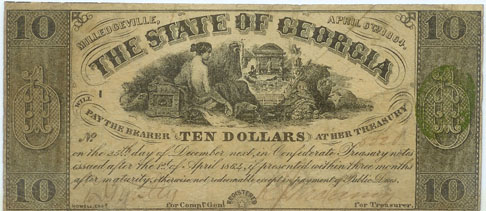 10 10
MILLEDGEVILLE, APRIL 6TH 1864.
THE STATE OF GEORGIA
WILL
PAY THE BEARER TEN DOLLARS AT HER TREASURY
No
on the 25th day of December next, in Confederate Treasury notes
issued after the 1st of April 1864, if presented within three months
after maturity, otherwise not redeemable except in payment of Public Dues.
10 10
REGISTERED
for Compt Genl for Treasurer.